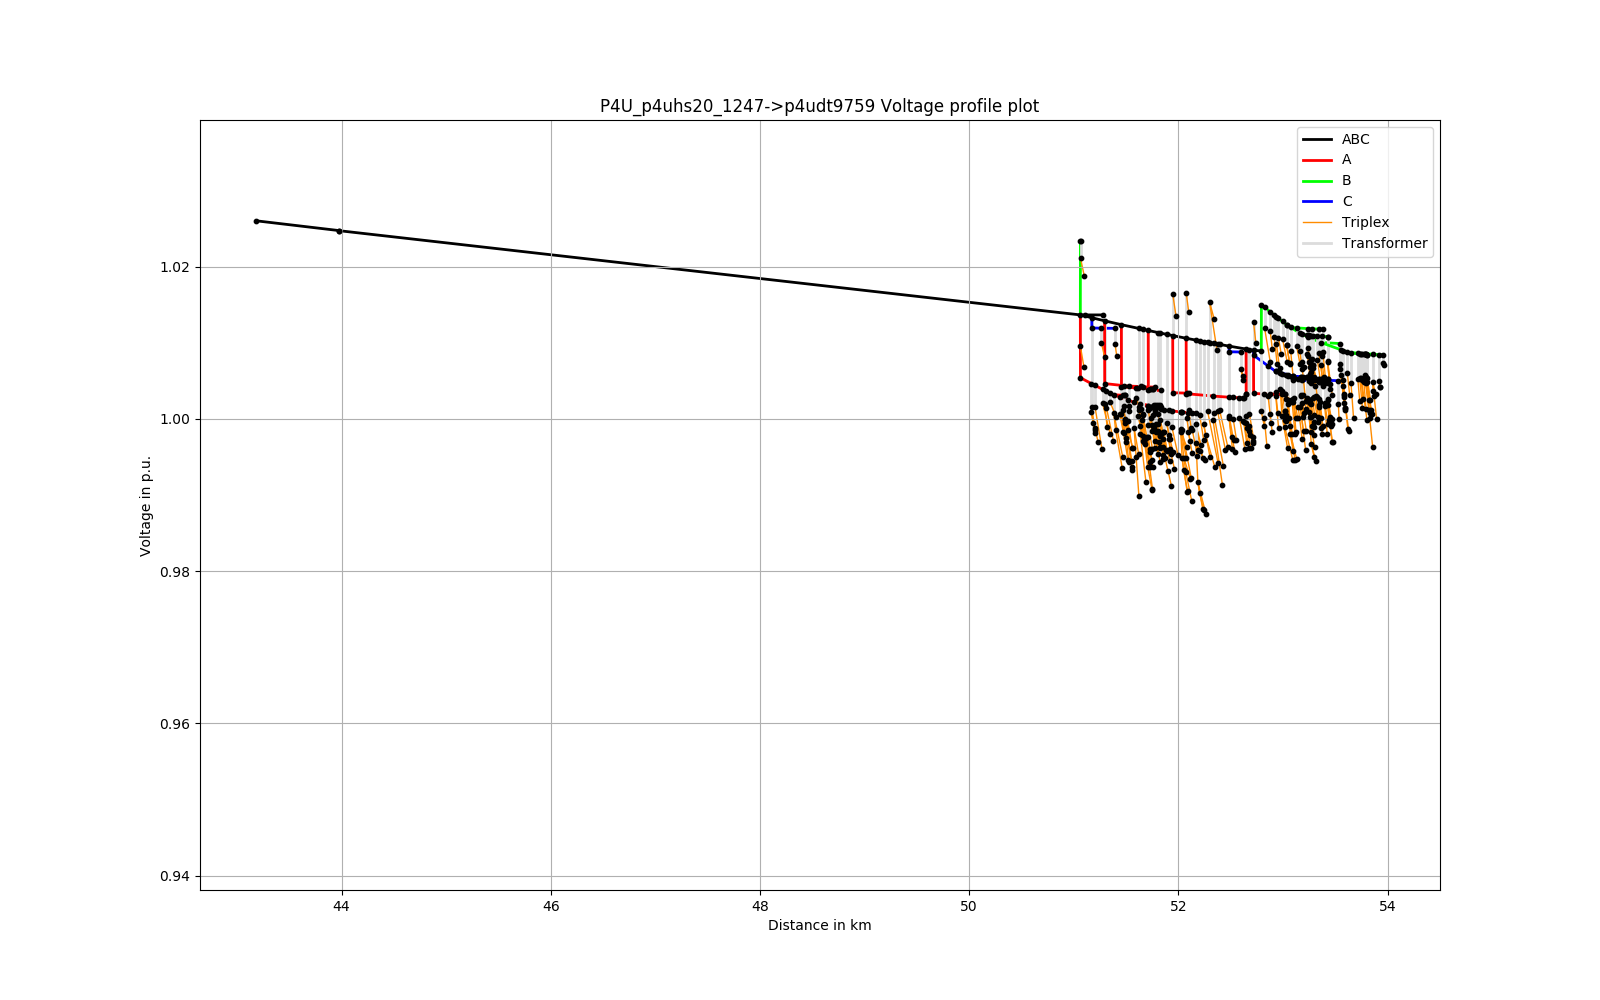 P4U_p4uhs20_1247->p4udt9759 Voltage profile plot
ABC
A
B
C
Triplex
Transformer
1.02
1.00
0.98
0.96
0.94
Voltage in p.u.
44 46 48 50 52 54
Distance in km